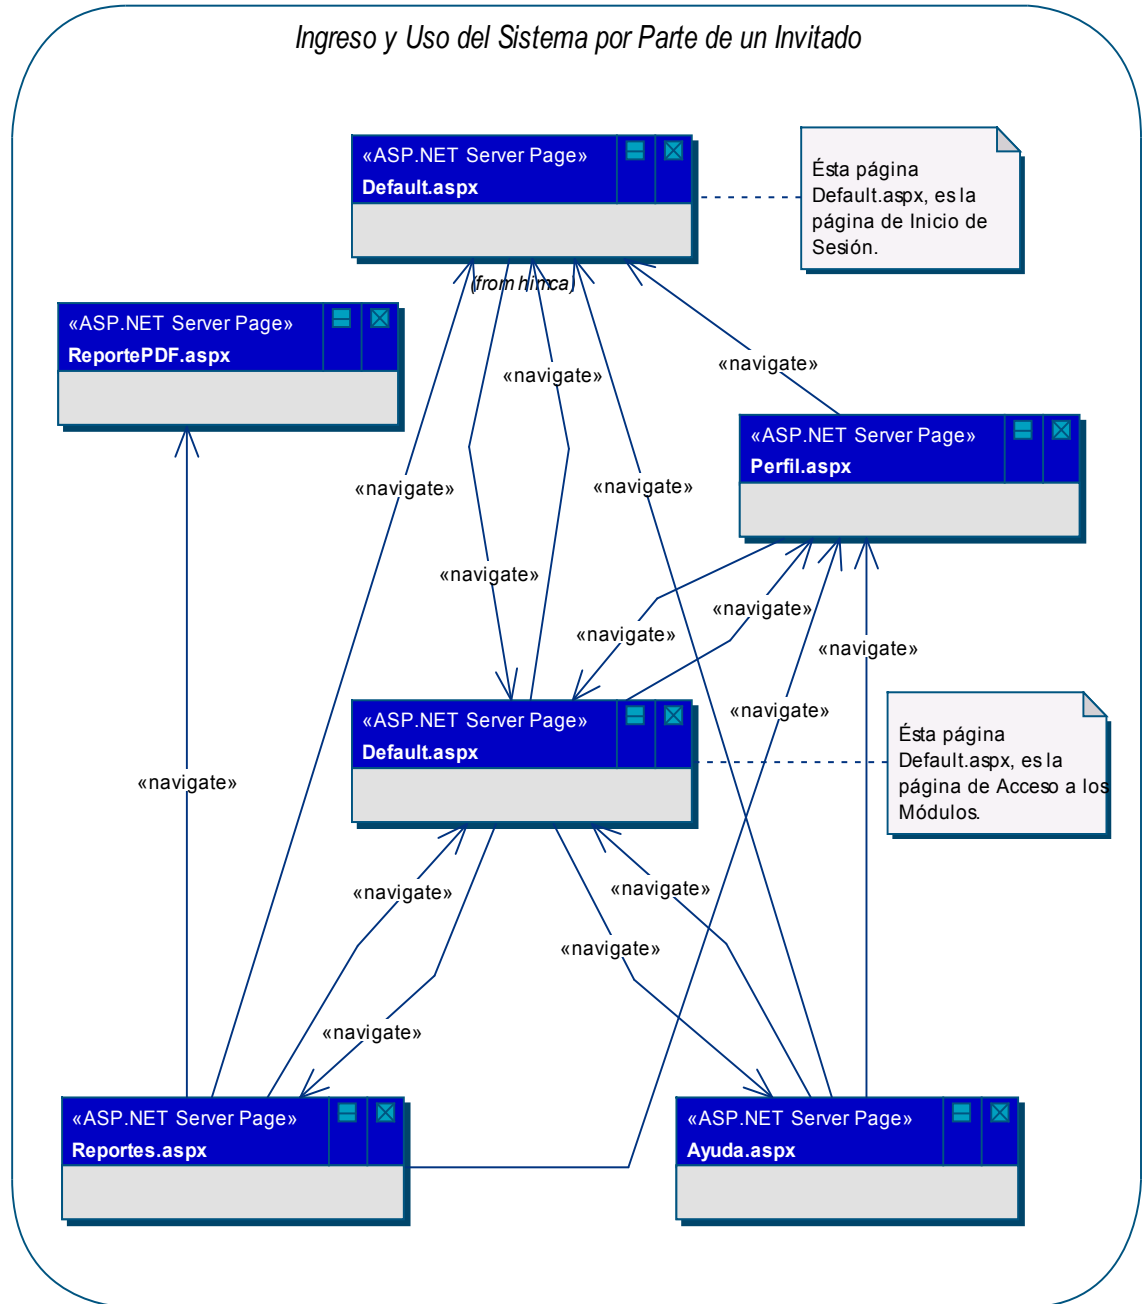 Ingreso y Uso del Sistema por Parte de un Invitado
«ASP.NET Server Page»
Default.aspx
Ésta página
Default.aspx, es la
página de Inicio de
Sesión.
(from himca)
«ASP.NET Server Page»
ReportePDF.aspx
«navigate»
«navigate»
«ASP.NET Server Page»
Perfil.aspx
«navigate»
«navigate»
«navigate»
«navigate»
«navigate»
«navigate»
«navigate»
«ASP.NET Server Page»
Default.aspx
Ésta página
Default.aspx, es la
página de Acceso a los
Módulos.
«navigate»
«navigate»
«navigate»
«navigate»
«navigate»
«ASP.NET Server Page»
Reportes.aspx
«ASP.NET Server Page»
Ayuda.aspx